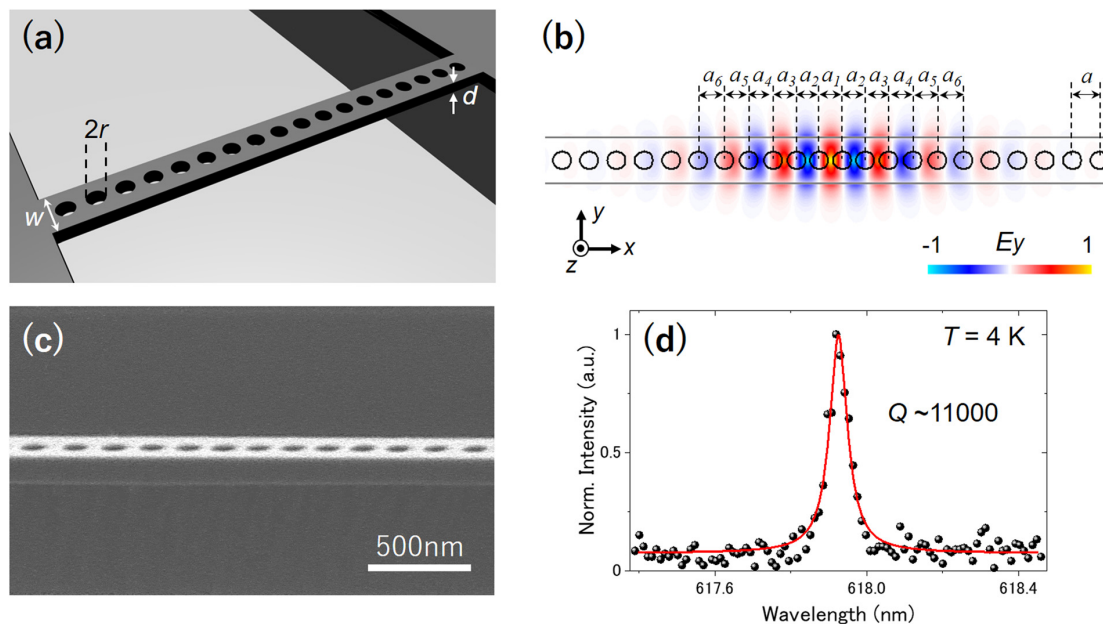 (a)
2r
w
d
(b)
a₆ a₅ a₄ a₃ a₂ a₁ a₂ a₃ a₄ a₅ a₆ a
y
z x
-1 Ey 1
(c)
500nm
(d)
T = 4 K
Q ~11000
Norm. Intensity (a.u.)
1
0.5
0
617.6 618.0 618.4
Wavelength (nm)